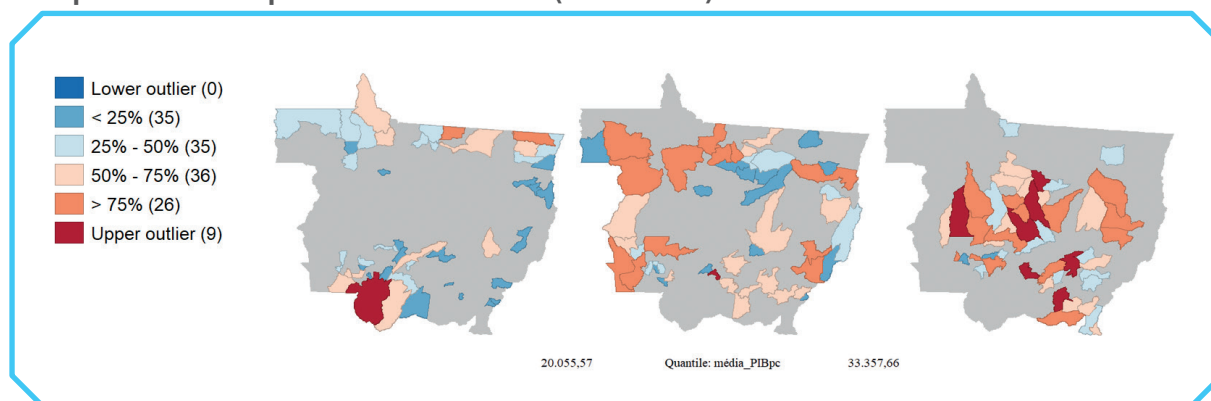 Lower outlier (0)
< 25% (35)
25% - 50% (35)
50% - 75% (36)
> 75% (26)
Upper outlier (9)
20.055,57 Quantile: média_PIBpc 33.357,66